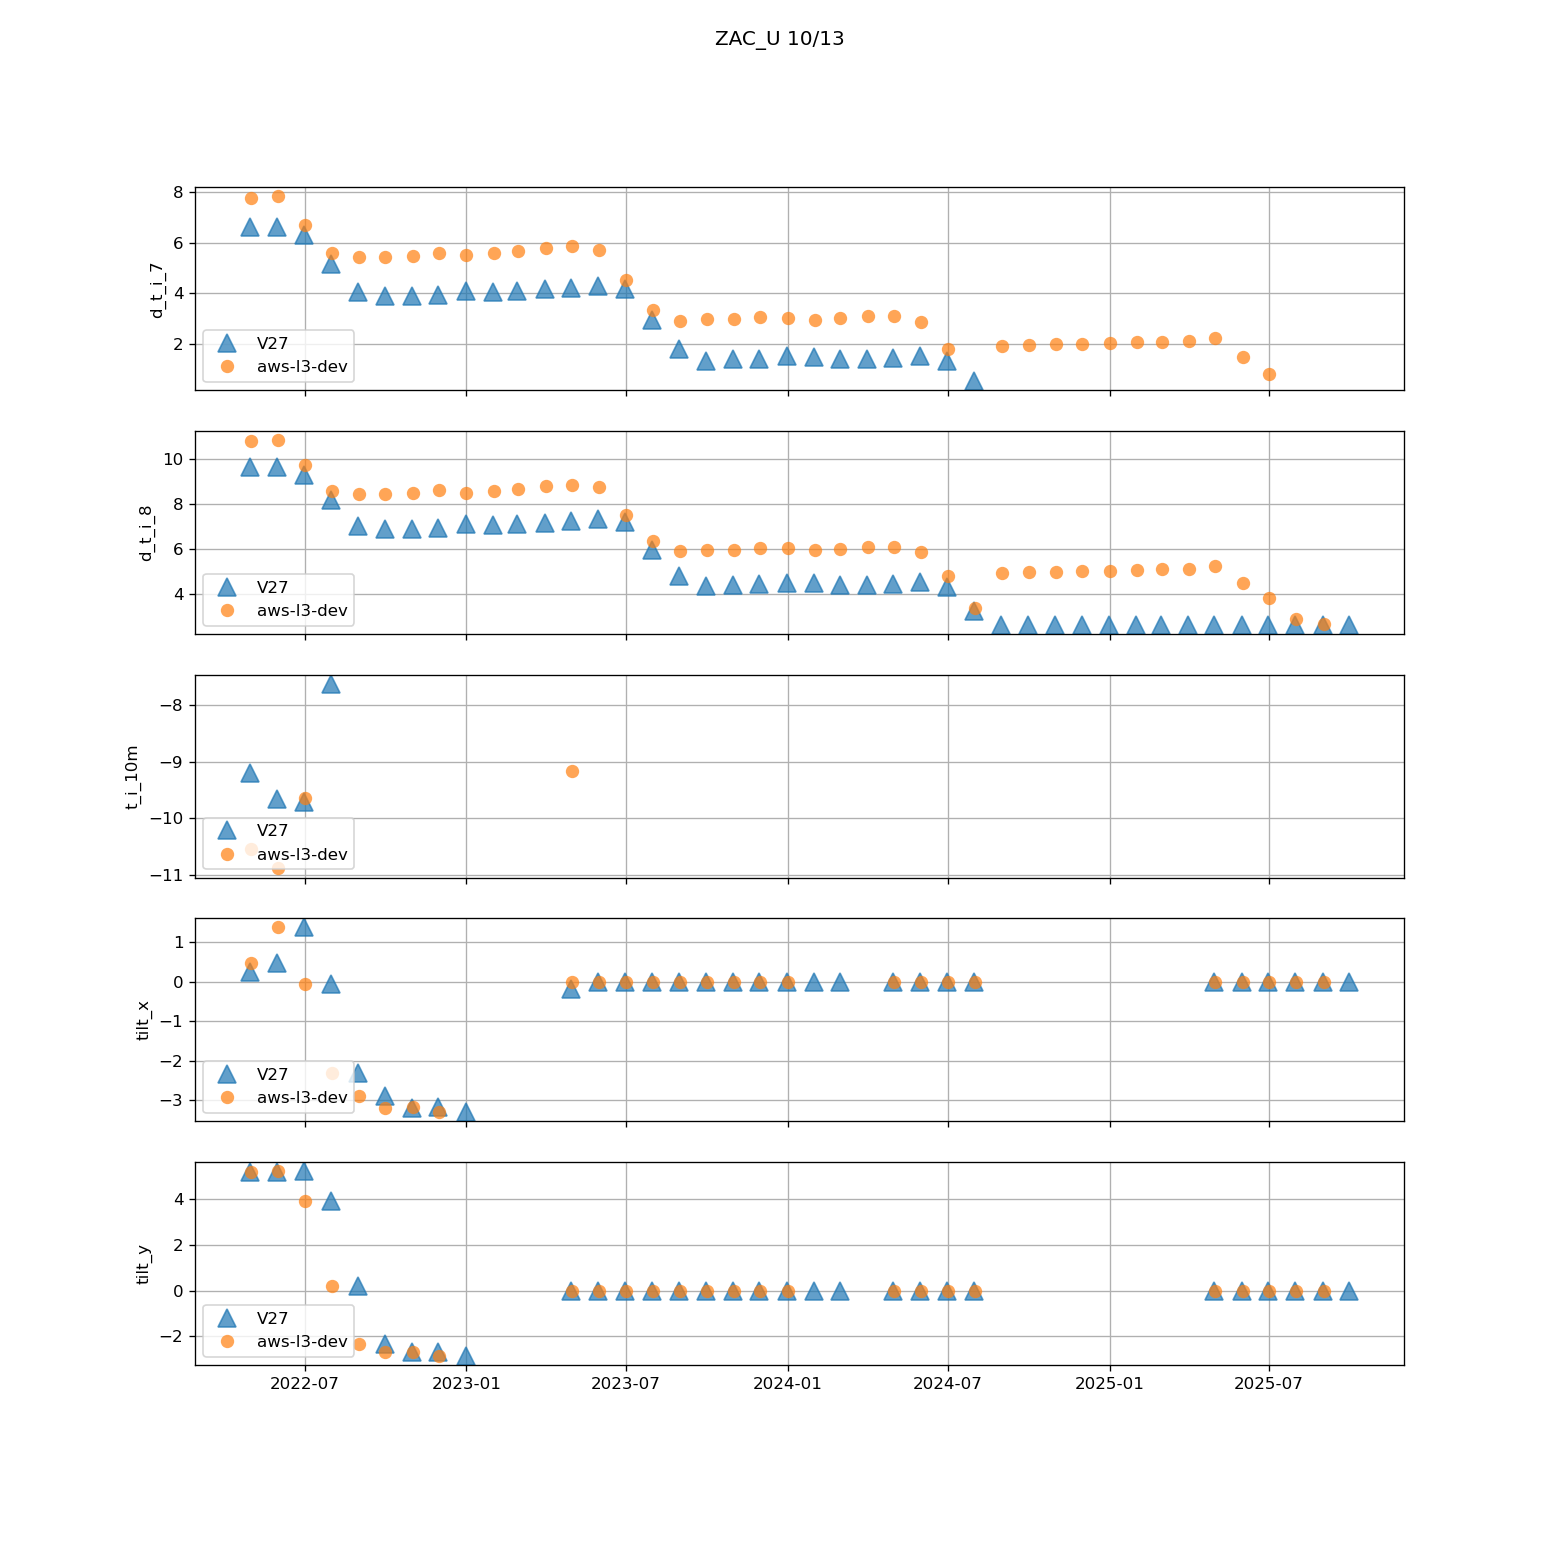 ZAC_U 10/13
8
6
4
2
d_t_i_7
V27
aws-l3-dev
10
8
6
4
d_t_i_8
V27
aws-l3-dev
−8
−9
−10
−11
t_i_10m
V27
aws-l3-dev
1
0
−1
−2
−3
tilt_x
V27
aws-l3-dev
4
2
0
−2
tilt_y
V27
aws-l3-dev
2022-07 2023-01 2023-07 2024-01 2024-07 2025-01 2025-07